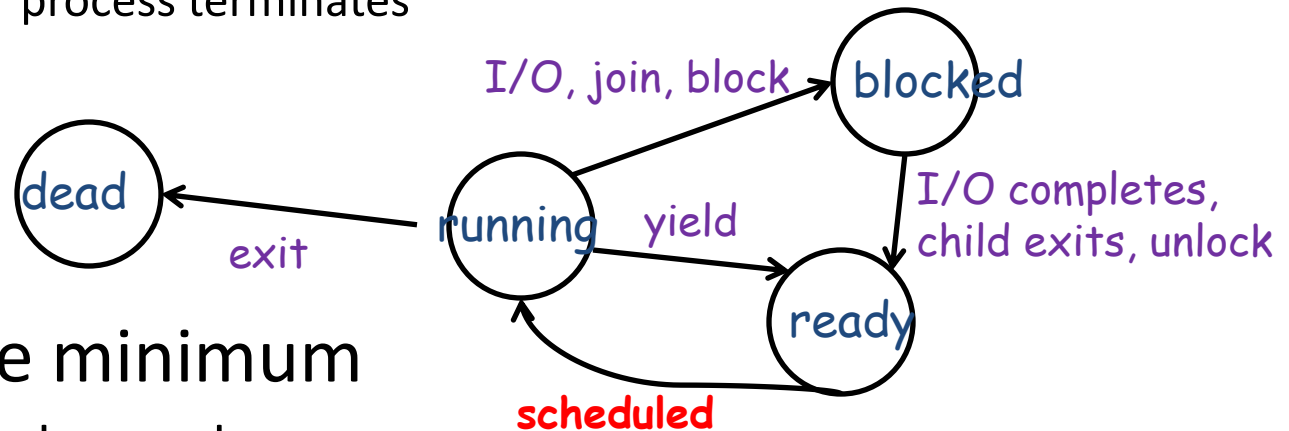 process terminates
I/O, join, block
blocked
dead
I/O completes,
child exits, unlock
running
yield
exit
ready
e minimum
scheduled